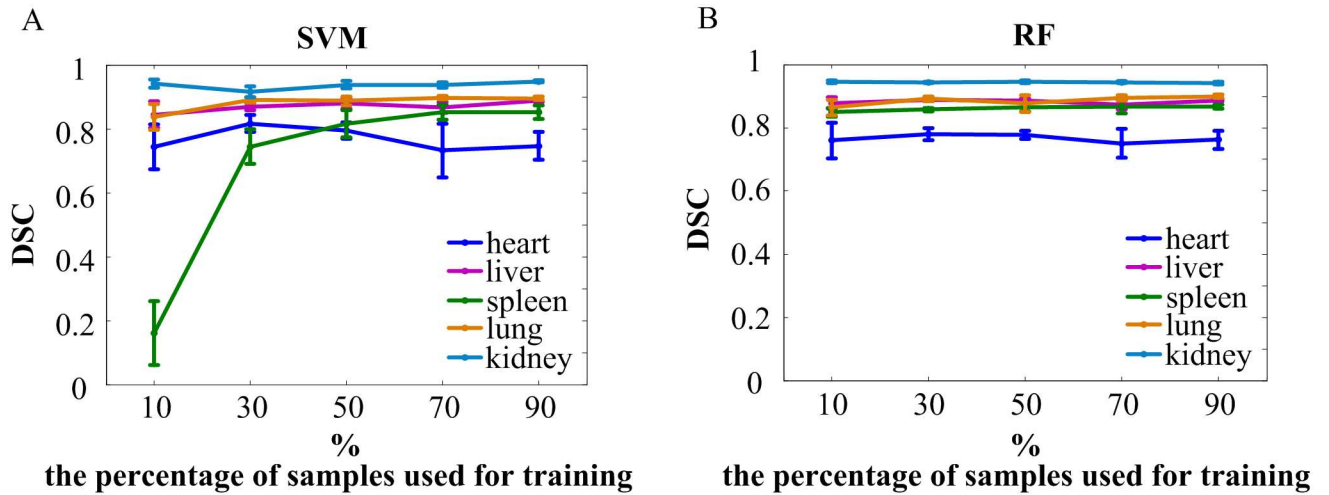 A
SVM
1
0.8
0.6
0.4
0.2
0
DSC
heart
liver
spleen
lung
kidney
10 30 50 70 90
%
the percentage of samples used for training
B
RF
1
0.8
0.6
0.4
0.2
0
DSC
heart
liver
spleen
lung
kidney
10 30 50 70 90
%
the percentage of samples used for training